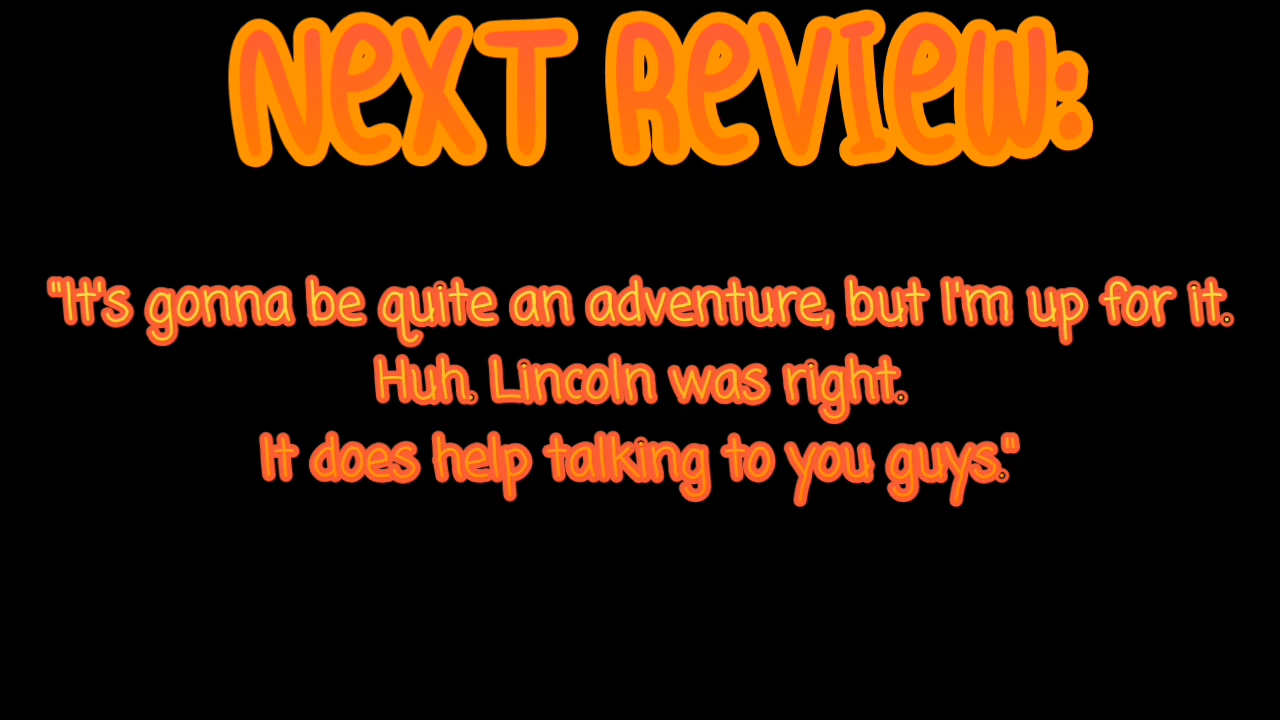 NeXT ReVIew:
"It's gonna be quite an adventure, but I'm up for it.
Huh. Lincoln was right.
It does help talking to you guys."